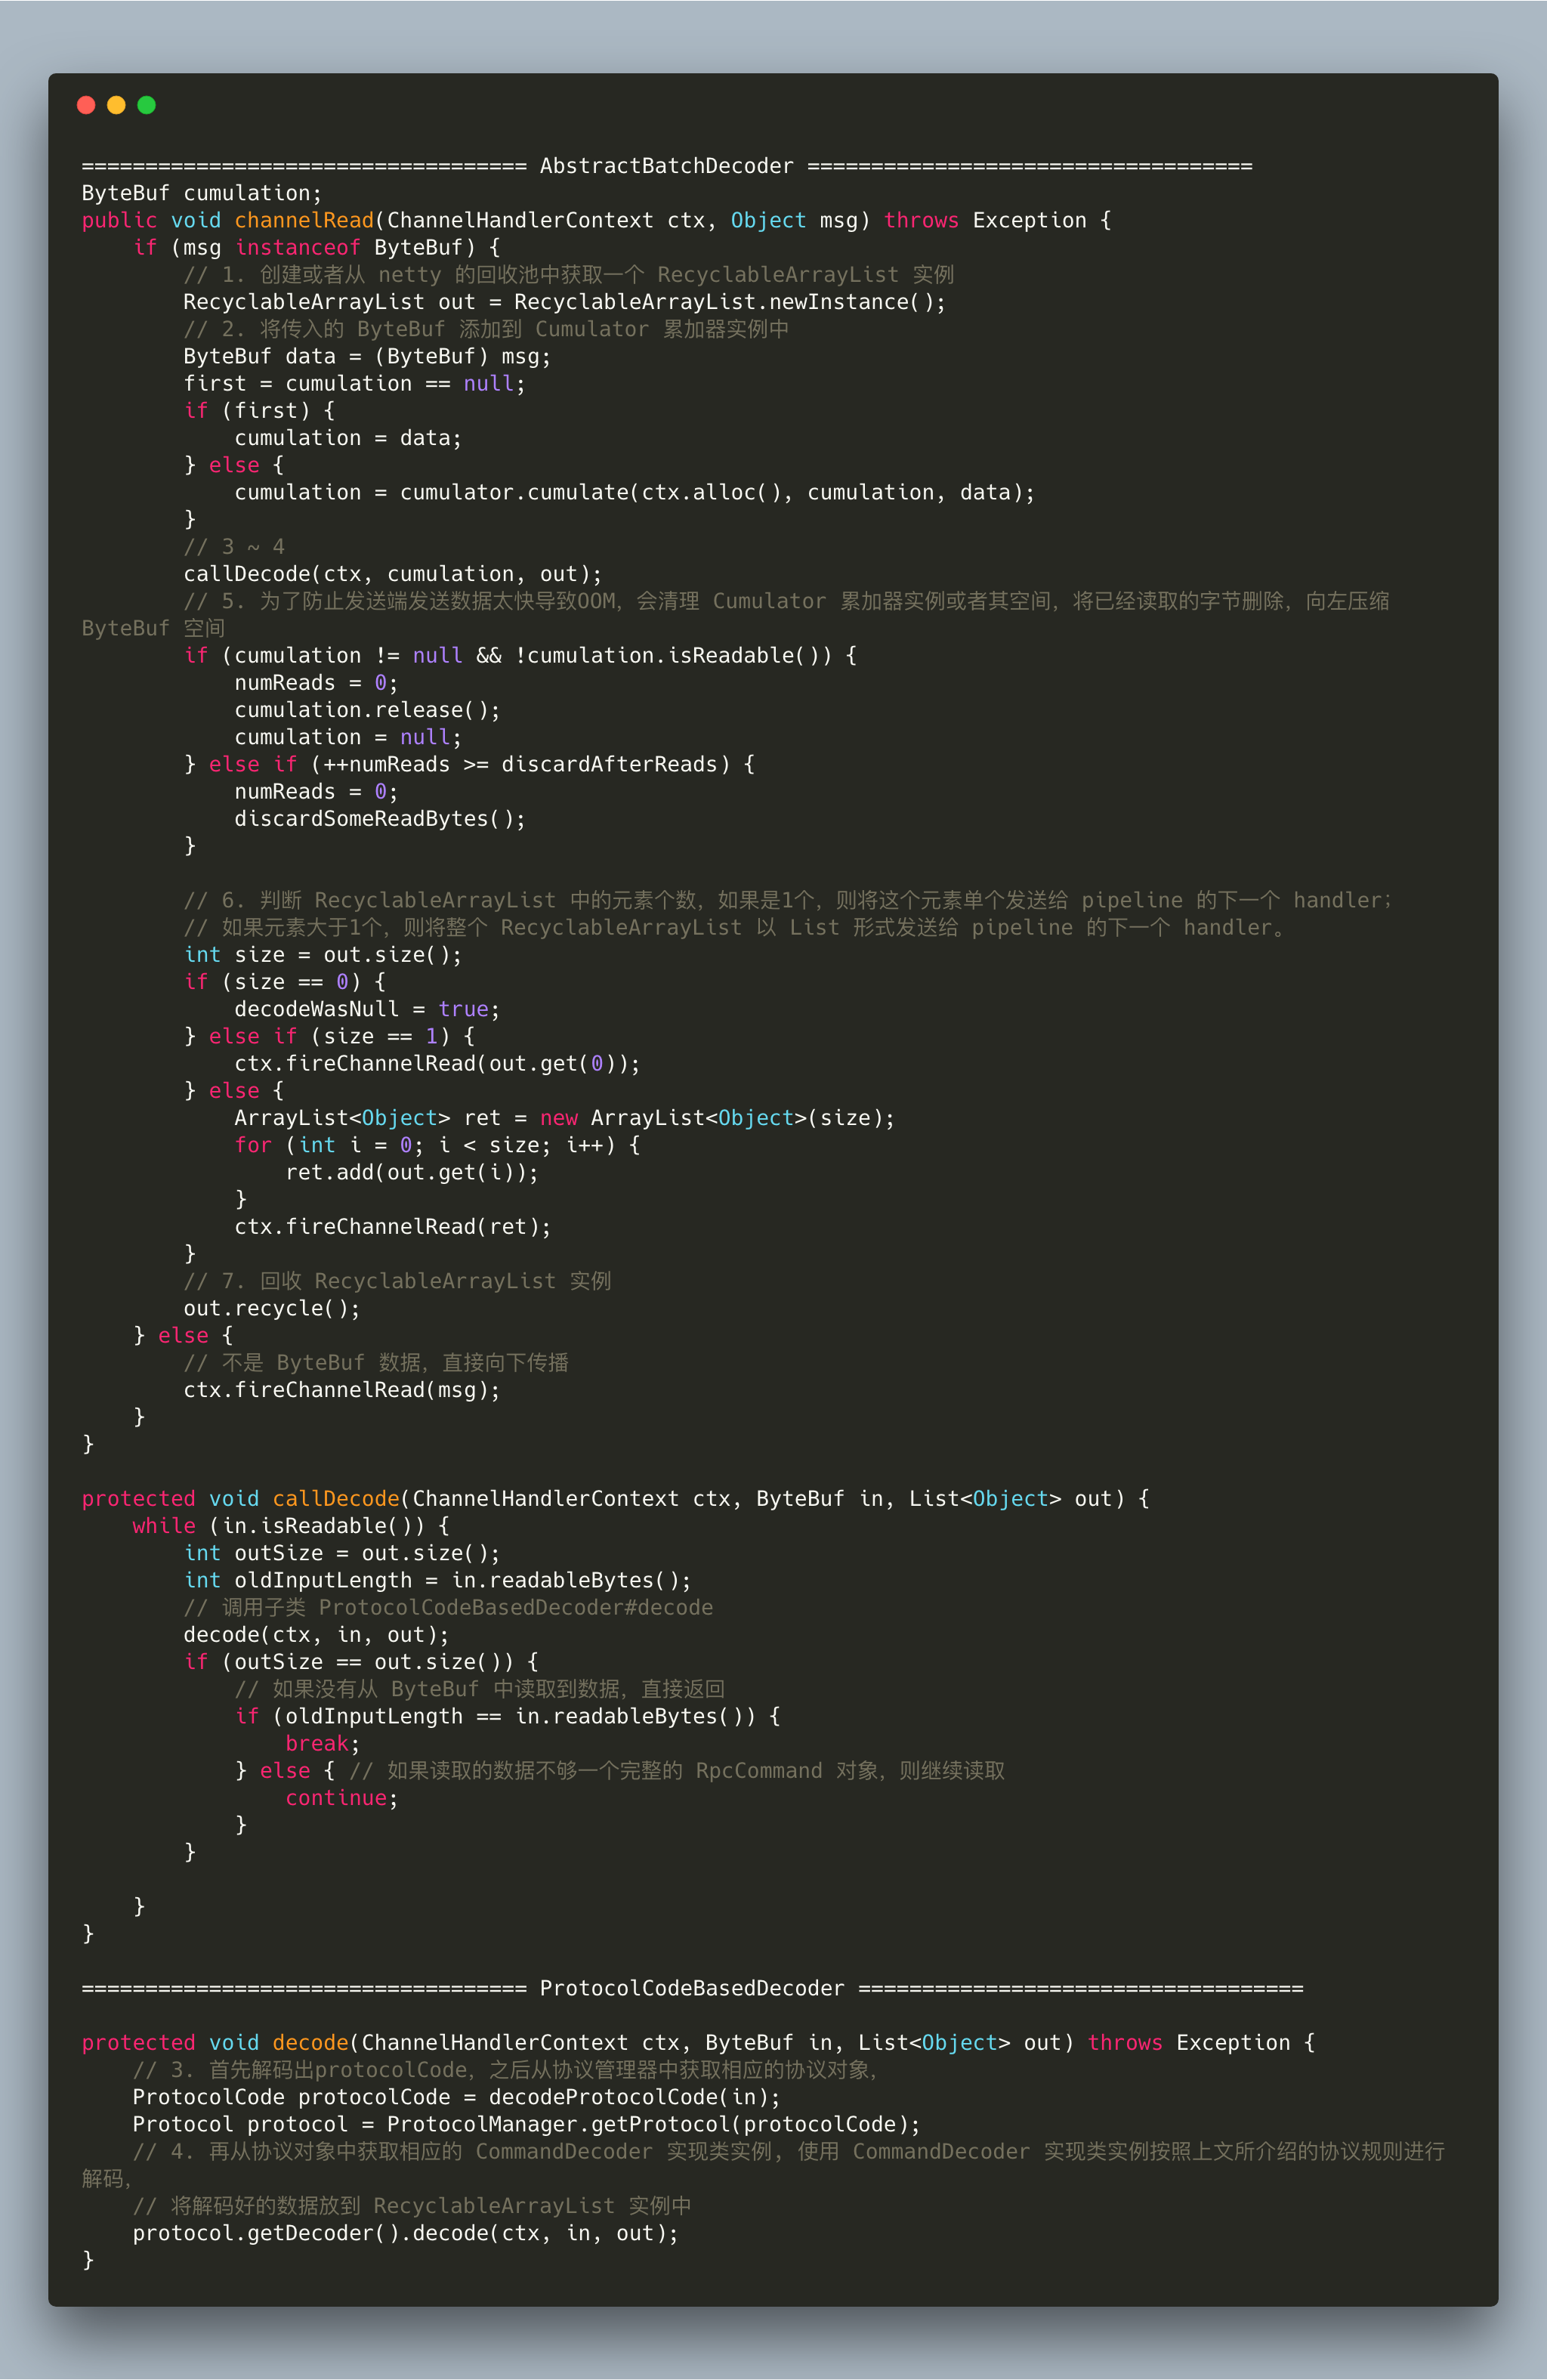 =================================== AbstractBatchDecoder ===================================
ByteBuf cumulation;
public void channelRead(ChannelHandlerContext ctx, Object msg) throws Exception {
    if (msg instanceof ByteBuf) {
        // 1. 创建或者从 netty 的回收池中获取一个 RecyclableArrayList 实例
        RecyclableArrayList out = RecyclableArrayList.newInstance();
        // 2. 将传入的 ByteBuf 添加到 Cumulator 累加器实例中
        ByteBuf data = (ByteBuf) msg;
        first = cumulation == null;
        if (first) {
            cumulation = data;
        } else {
            cumulation = cumulator.cumulate(ctx.alloc(), cumulation, data);
        }
        // 3 ~ 4
        callDecode(ctx, cumulation, out);
        // 5. 为了防止发送端发送数据太快导致OOM，会清理 Cumulator 累加器实例或者其空间，将已经读取的字节删除，向左压缩
ByteBuf 空间
        if (cumulation != null && !cumulation.isReadable()) {
            numReads = 0;
            cumulation.release();
            cumulation = null;
        } else if (++numReads >= discardAfterReads) {
            numReads = 0;
            discardSomeReadBytes();
        }

        // 6. 判断 RecyclableArrayList 中的元素个数，如果是1个，则将这个元素单个发送给 pipeline 的下一个 handler；
        // 如果元素大于1个，则将整个 RecyclableArrayList 以 List 形式发送给 pipeline 的下一个 handler。
        int size = out.size();
        if (size == 0) {
            decodeWasNull = true;
        } else if (size == 1) {
            ctx.fireChannelRead(out.get(0));
        } else {
            ArrayList<Object> ret = new ArrayList<Object>(size);
            for (int i = 0; i < size; i++) {
                ret.add(out.get(i));
            }
            ctx.fireChannelRead(ret);
        }
        // 7. 回收 RecyclableArrayList 实例
        out.recycle();
    } else {
        // 不是 ByteBuf 数据，直接向下传播
        ctx.fireChannelRead(msg);
    }
}

protected void callDecode(ChannelHandlerContext ctx, ByteBuf in, List<Object> out) {
    while (in.isReadable()) {
        int outSize = out.size();
        int oldInputLength = in.readableBytes();
        // 调用子类 ProtocolCodeBasedDecoder#decode
        decode(ctx, in, out);
        if (outSize == out.size()) {
            // 如果没有从 ByteBuf 中读取到数据，直接返回
            if (oldInputLength == in.readableBytes()) {
                break;
            } else { // 如果读取的数据不够一个完整的 RpcCommand 对象，则继续读取
                continue;
            }
        }

    }
}

=================================== ProtocolCodeBasedDecoder ===================================

protected void decode(ChannelHandlerContext ctx, ByteBuf in, List<Object> out) throws Exception {
    // 3. 首先解码出protocolCode，之后从协议管理器中获取相应的协议对象，
    ProtocolCode protocolCode = decodeProtocolCode(in);
    Protocol protocol = ProtocolManager.getProtocol(protocolCode);
    // 4. 再从协议对象中获取相应的 CommandDecoder 实现类实例, 使用 CommandDecoder 实现类实例按照上文所介绍的协议规则进行
解码，
    // 将解码好的数据放到 RecyclableArrayList 实例中
    protocol.getDecoder().decode(ctx, in, out);
}